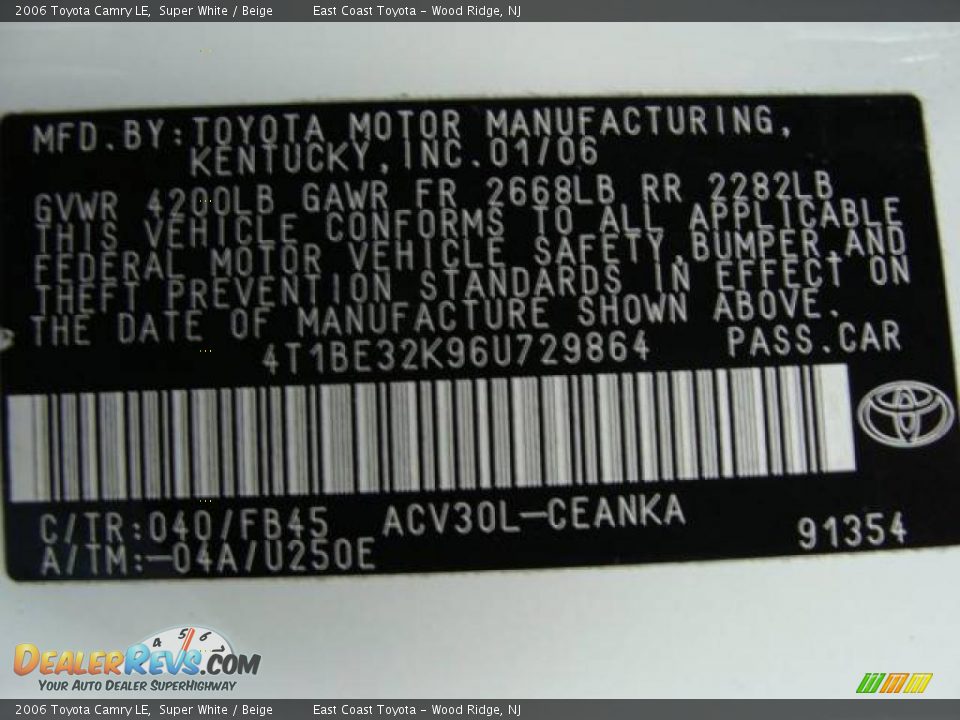 2006 Toyota Camry LE, Super White / Beige East Coast Toyota - Wood Ridge, NJ
MFD.BY:TOYOTA MOTOR MANUFACTURING,
KENTUCKY,INC.01/06
GVWR 4200LB GAWR FR 2668LB RR 2282LB
THIS VEHICLE CONFORMS TO ALL APPLICABLE
FEDERAL MOTOR VEHICLE SAFETY,BUMPER,AND
THEFT PREVENTION STANDARDS IN EFFECT ON
THE DATE OF MANUFACTURE SHOWN ABOVE.
4T1BE32K96U729864 PASS.CAR
C/TR:040/FB45 ACV30L-CEANKA
A/TM:-04A/U250E 91354
4 5 6 7
DEALERREVS.COM
YOUR AUTO DEALER SUPERHIGHWAY
2006 Toyota Camry LE, Super White / Beige East Coast Toyota - Wood Ridge, NJ